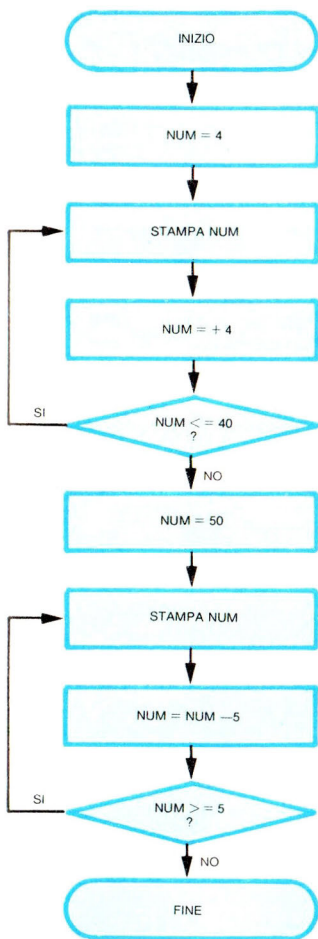 INIZIO
NUM = 4
STAMPA NUM
NUM = + 4
SI
NUM < = 40
?
NO
NUM = 50
STAMPA NUM
NUM = NUM —5
SI
NUM > = 5
?
NO
FINE